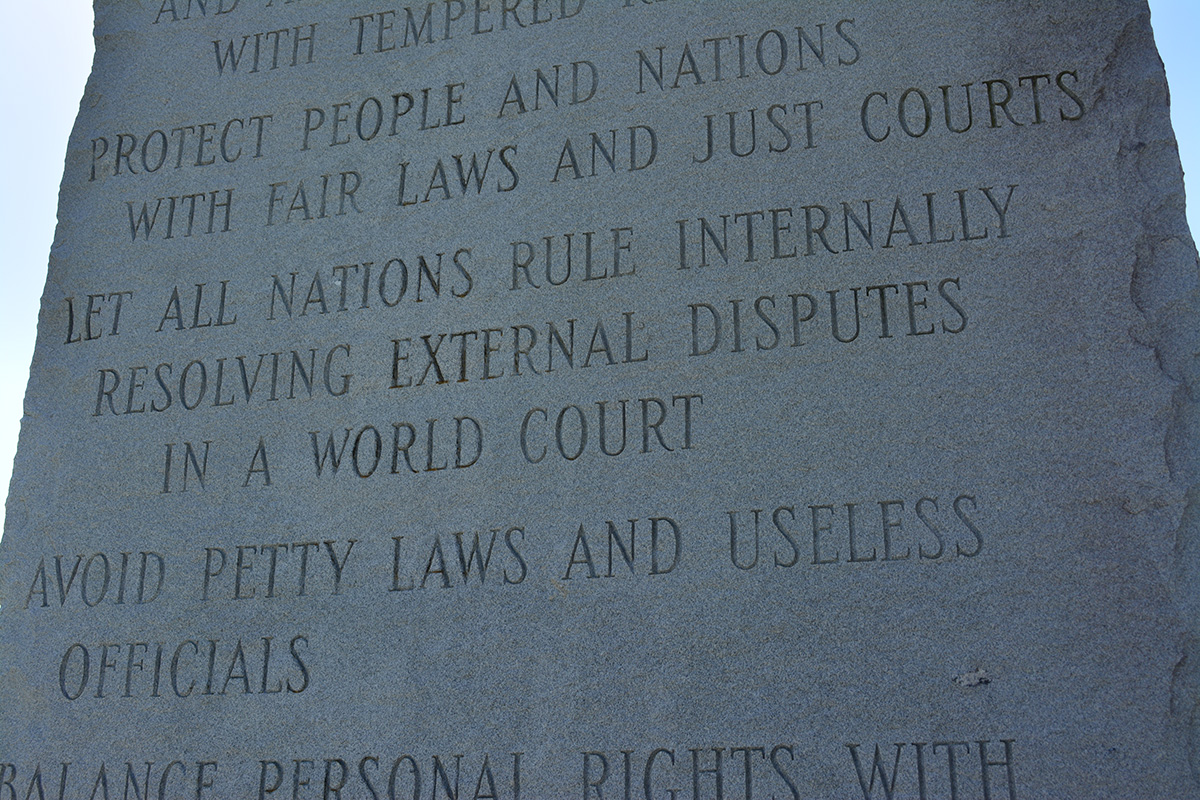 AND
WITH TEMPERED
PROTECT PEOPLE AND NATIONS
WITH FAIR LAWS AND JUST COURTS
LET ALL NATIONS RULE INTERNALLY
RESOLVING EXTERNAL DISPUTES
IN A WORLD COURT
AVOID PETTY LAWS AND USELESS
OFFICIALS
BALANCE PERSONAL RIGHTS WITH